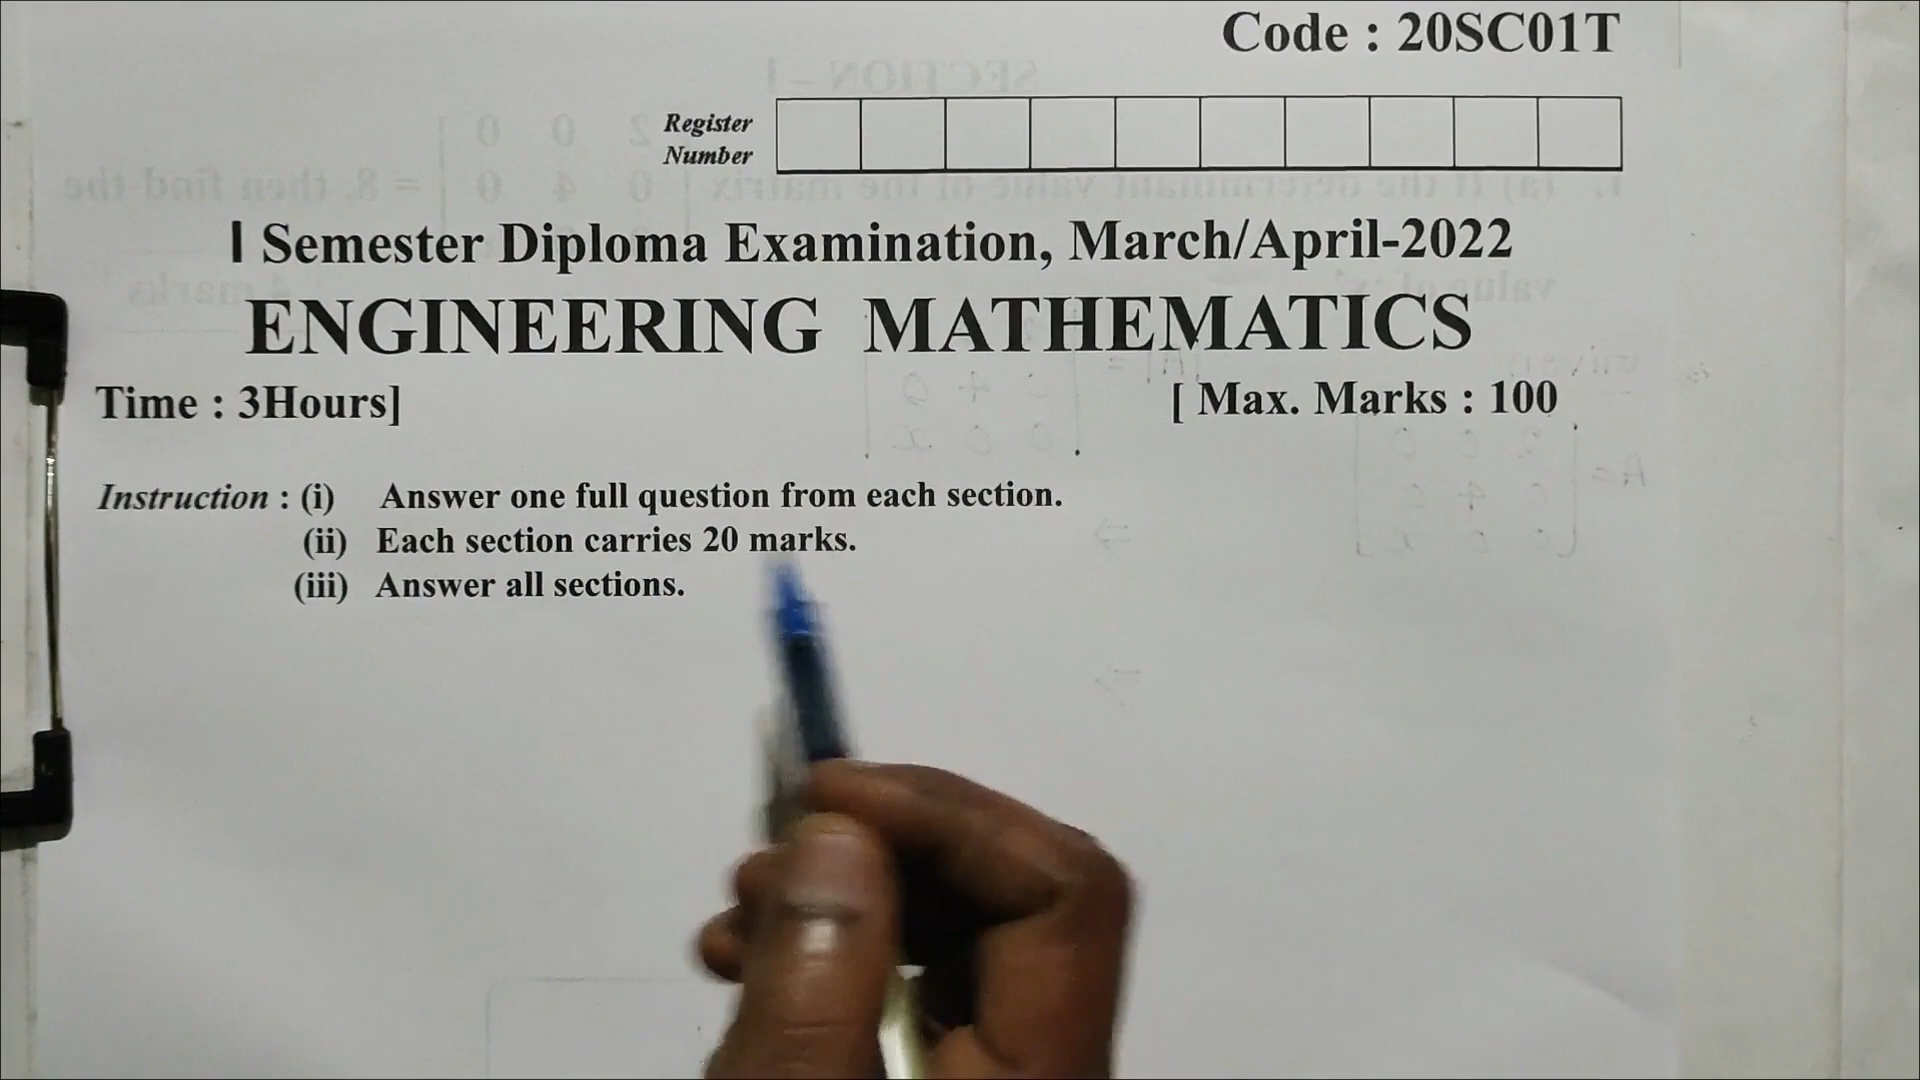 Code : 20SC01T
Register
Number
I Semester Diploma Examination, March/April-2022
ENGINEERING MATHEMATICS
Time : 3Hours] [ Max. Marks : 100
Instruction : (i) Answer one full question from each section.
(ii) Each section carries 20 marks.
(iii) Answer all sections.